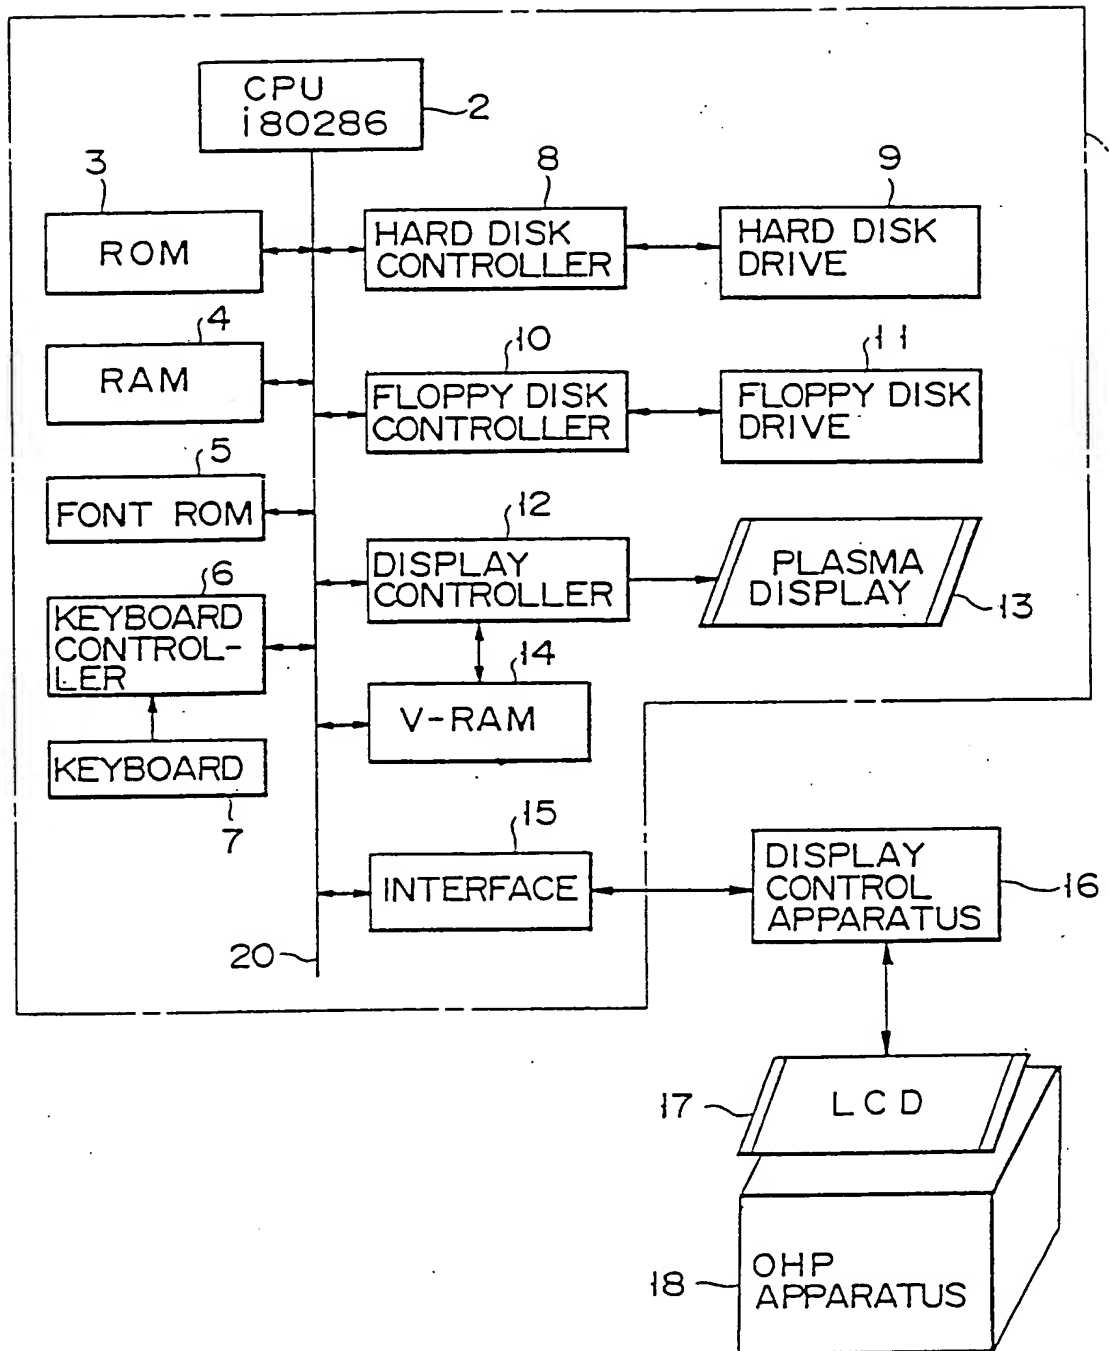 CPU
i80286
2
3
ROM
8
HARD DISK
CONTROLLER
9
HARD DISK
DRIVE
4
RAM
10
FLOPPY DISK
CONTROLLER
11
FLOPPY DISK
DRIVE
5
FONT ROM
12
DISPLAY
CONTROLLER
PLASMA
DISPLAY
13
6
KEYBOARD
CONTROL-
LER
14
V-RAM
KEYBOARD
7
15
INTERFACE
DISPLAY
CONTROL
APPARATUS
16
20
17
LCD
18
OHP
APPARATUS